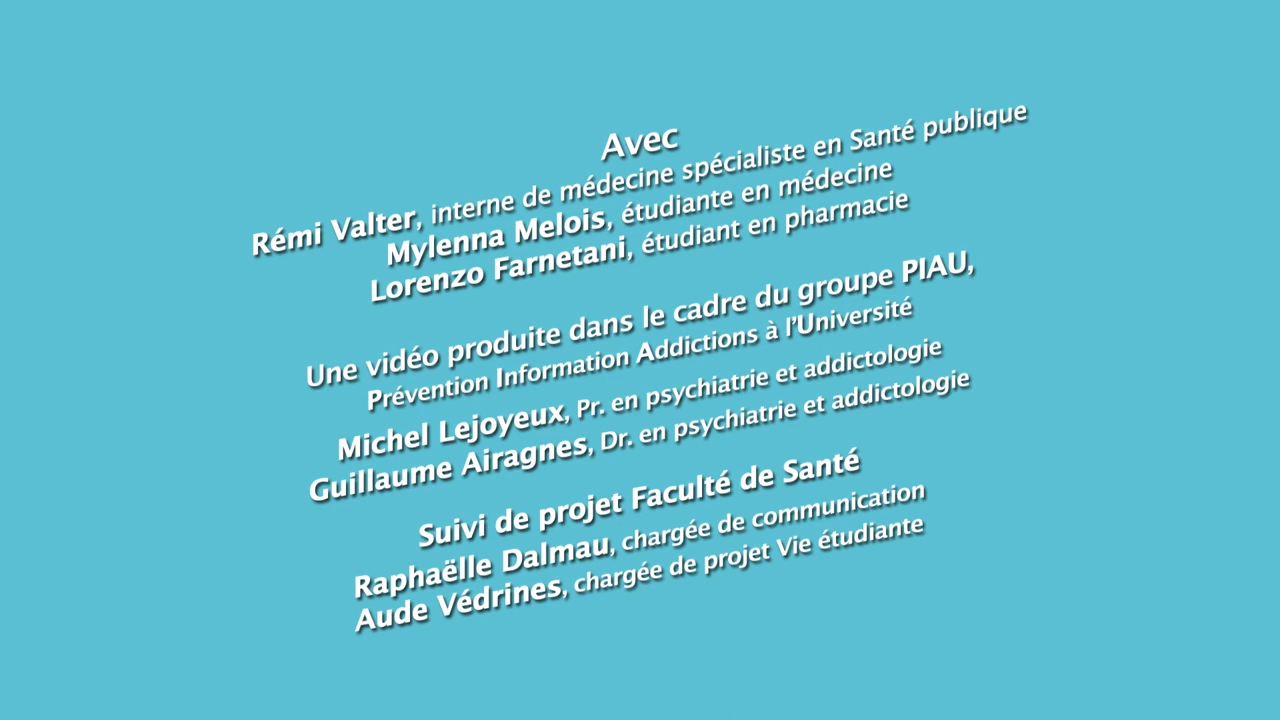 Avec
Rémi Valter, interne de médecine spécialiste en Santé publique
Mylenna Melois, étudiante en médecine
Lorenzo Farnetani, étudiant en pharmacie
Une vidéo produite dans le cadre du groupe PIAU,
Prévention Information Addictions à l’Université
Michel Lejoyeux, Pr. en psychiatrie et addictologie
Guillaume Airagnes, Dr. en psychiatrie et addictologie
Suivi de projet Faculté de Santé
Raphaëlle Dalmau, chargée de communication
Aude Védrines, chargée de projet Vie étudiante